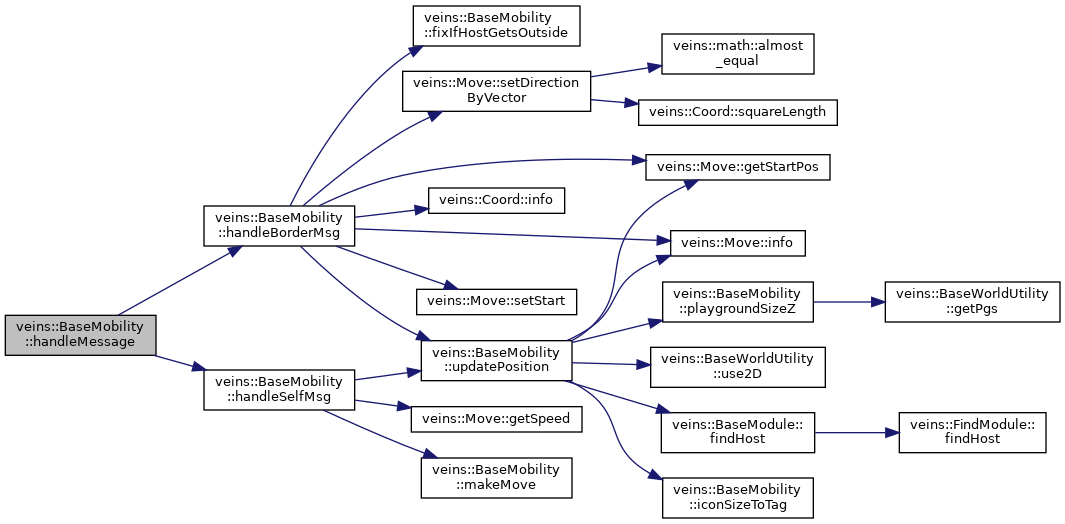 veins::BaseMobility
::handleMessage
veins::BaseMobility
::handleBorderMsg
veins::BaseMobility
::fixIfHostGetsOutside
veins::Move::setDirection
ByVector
veins::math::almost
_equal
veins::Coord::squareLength
veins::Move::getStartPos
veins::Coord::info
veins::Move::info
veins::Move::setStart
veins::BaseMobility
::updatePosition
veins::BaseMobility
::playgroundSizeZ
veins::BaseWorldUtility
::getPgs
veins::BaseWorldUtility
::use2D
veins::BaseModule::
findHost
veins::FindModule::
findHost
veins::BaseMobility
::iconSizeToTag
veins::BaseMobility
::handleSelfMsg
veins::Move::getSpeed
veins::BaseMobility
::makeMove